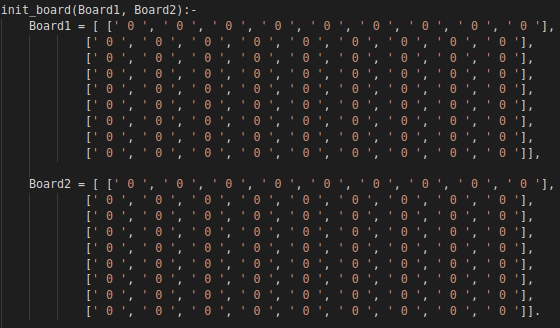 init_board(Board1, Board2):-
Board1 = [ [' 0 ', ' 0 ', ' 0 ', ' 0 ', ' 0 ', ' 0 ', ' 0 ', ' 0 ', ' 0 '],
[' 0 ', ' 0 ', ' 0 ', ' 0 ', ' 0 ', ' 0 ', ' 0 ', ' 0 ', ' 0 '],
[' 0 ', ' 0 ', ' 0 ', ' 0 ', ' 0 ', ' 0 ', ' 0 ', ' 0 ', ' 0 '],
[' 0 ', ' 0 ', ' 0 ', ' 0 ', ' 0 ', ' 0 ', ' 0 ', ' 0 ', ' 0 '],
[' 0 ', ' 0 ', ' 0 ', ' 0 ', ' 0 ', ' 0 ', ' 0 ', ' 0 ', ' 0 '],
[' 0 ', ' 0 ', ' 0 ', ' 0 ', ' 0 ', ' 0 ', ' 0 ', ' 0 ', ' 0 '],
[' 0 ', ' 0 ', ' 0 ', ' 0 ', ' 0 ', ' 0 ', ' 0 ', ' 0 ', ' 0 '],
[' 0 ', ' 0 ', ' 0 ', ' 0 ', ' 0 ', ' 0 ', ' 0 ', ' 0 ', ' 0 '],
[' 0 ', ' 0 ', ' 0 ', ' 0 ', ' 0 ', ' 0 ', ' 0 ', ' 0 ', ' 0 ']],
Board2 = [ [' 0 ', ' 0 ', ' 0 ', ' 0 ', ' 0 ', ' 0 ', ' 0 ', ' 0 ', ' 0 '],
[' 0 ', ' 0 ', ' 0 ', ' 0 ', ' 0 ', ' 0 ', ' 0 ', ' 0 ', ' 0 '],
[' 0 ', ' 0 ', ' 0 ', ' 0 ', ' 0 ', ' 0 ', ' 0 ', ' 0 ', ' 0 '],
[' 0 ', ' 0 ', ' 0 ', ' 0 ', ' 0 ', ' 0 ', ' 0 ', ' 0 ', ' 0 '],
[' 0 ', ' 0 ', ' 0 ', ' 0 ', ' 0 ', ' 0 ', ' 0 ', ' 0 ', ' 0 '],
[' 0 ', ' 0 ', ' 0 ', ' 0 ', ' 0 ', ' 0 ', ' 0 ', ' 0 ', ' 0 '],
[' 0 ', ' 0 ', ' 0 ', ' 0 ', ' 0 ', ' 0 ', ' 0 ', ' 0 ', ' 0 '],
[' 0 ', ' 0 ', ' 0 ', ' 0 ', ' 0 ', ' 0 ', ' 0 ', ' 0 ', ' 0 '],
[' 0 ', ' 0 ', ' 0 ', ' 0 ', ' 0 ', ' 0 ', ' 0 ', ' 0 ', ' 0 ']].